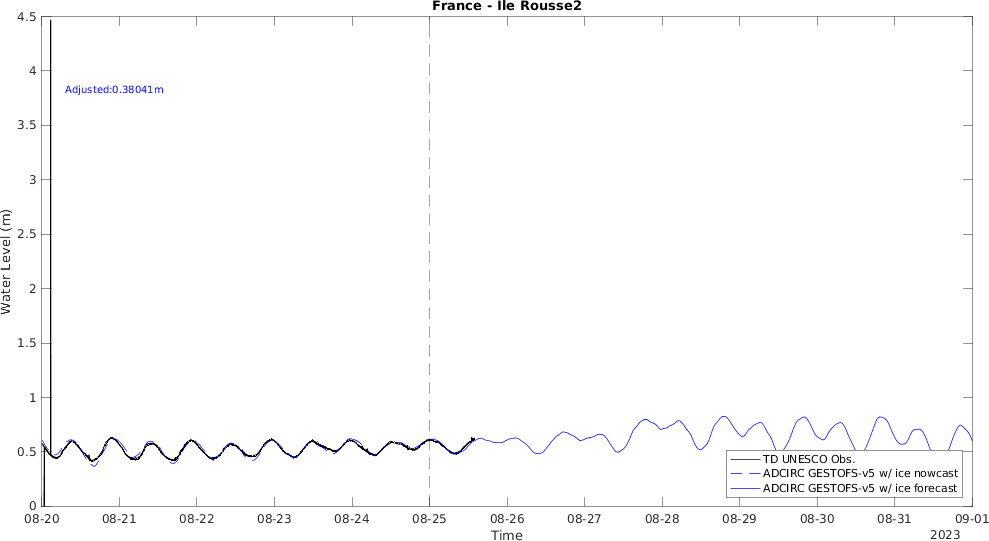 France - Ile Rousse2
4.5
4
3.5
3
2.5
2
1.5
1
0.5
0
Water Level (m)
Adjusted:0.38041m
TD UNESCO Obs.
ADCIRC GESTOFS-v5 w/ ice nowcast
ADCIRC GESTOFS-v5 w/ ice forecast
08-20 08-21 08-22 08-23 08-24 08-25 08-26 08-27 08-28 08-29 08-30 08-31 09-01
Time
2023